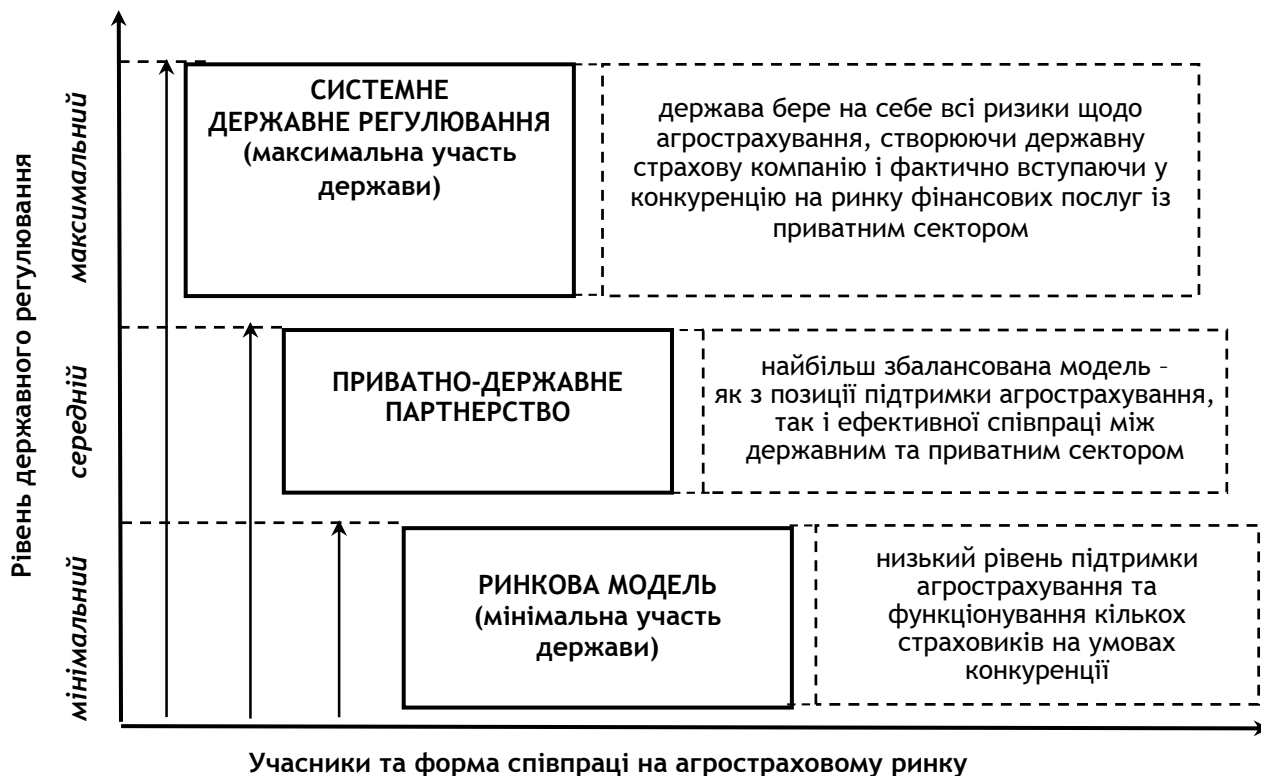 Рівень державного регулювання
максимальний
СИСТЕМНЕ
ДЕРЖАВНЕ РЕГУЛЮВАННЯ
(максимальна участь
держави)
держава бере на себе всі ризики щодо
агрострахування, створюючи державну
страхову компанію і фактично вступаючи у
конкуренцію на ринку фінансових послуг із
приватним сектором
середній
ПРИВАТНО-ДЕРЖАВНЕ
ПАРТНЕРСТВО
найбільш збалансована модель –
як з позиції підтримки агрострахування,
так і ефективної співпраці між
державним та приватним сектором
мінімальний
РИНКОВА МОДЕЛЬ
(мінімальна участь
держави)
низький рівень підтримки
агрострахування та
функціонування кількох
страховиків на умовах
конкуренції
Учасники та форма співпраці на агростраховому ринку